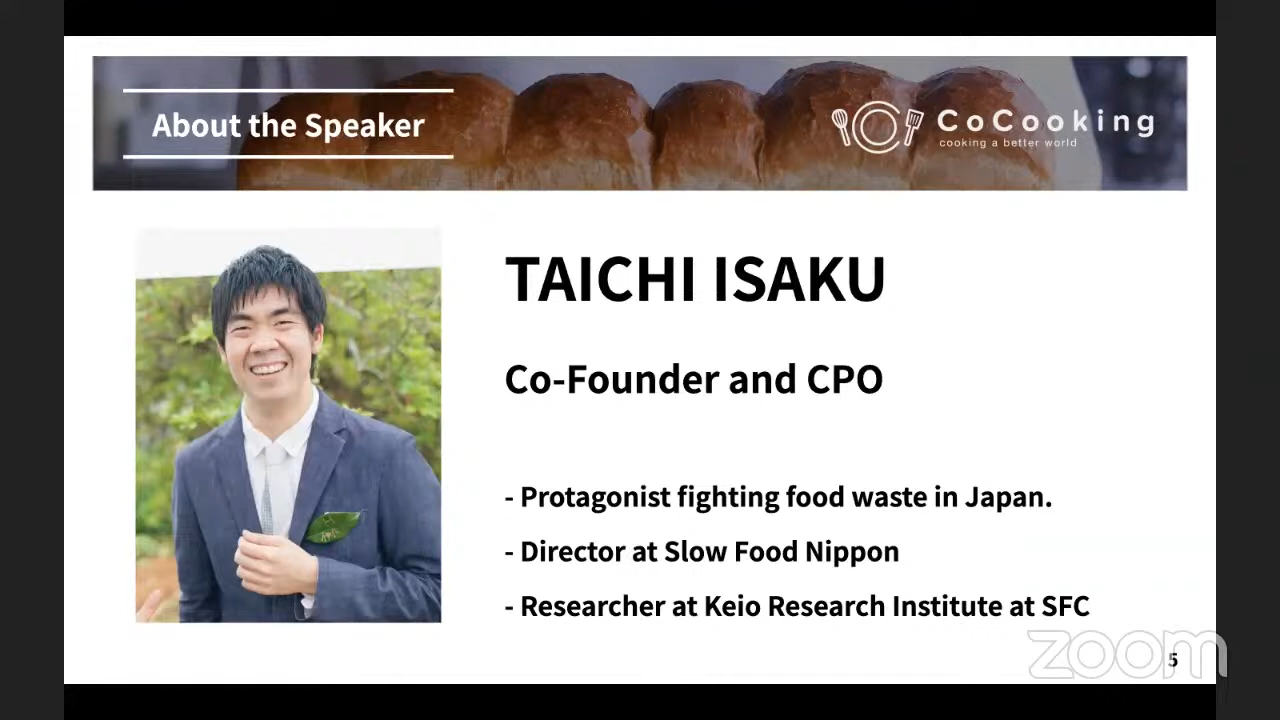 About the Speaker
CoCooking
cooking a better world
TAICHI ISAKU
Co-Founder and CPO
- Protagonist fighting food waste in Japan.
- Director at Slow Food Nippon
- Researcher at Keio Research Institute at SFC
zoom
5